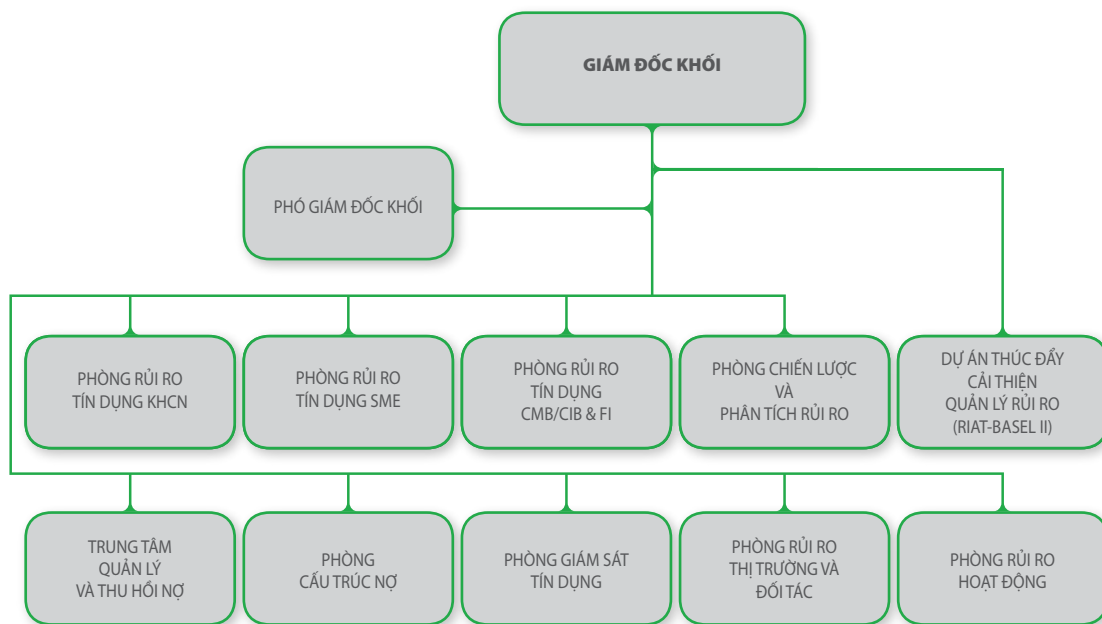 GIÁM ĐỐC KHỐI
PHÓ GIÁM ĐỐC KHỐI
PHÒNG RỦI RO
TÍN DỤNG KHCN
PHÒNG RỦI RO
TÍN DỤNG SME
PHÒNG RỦI RO
TÍN DỤNG
CMB/CIB & FI
PHÒNG CHIẾN LƯỢC
VÀ
PHÂN TÍCH RỦI RO
DỰ ÁN THÚC ĐẨY
CẢI THIỆN
QUẢN LÝ RỦI RO
(RIAT-BASEL II)
TRUNG TÂM
QUẢN LÝ
VÀ THU HỒI NỢ
PHÒNG
CẤU TRÚC NỢ
PHÒNG GIÁM SÁT
TÍN DỤNG
PHÒNG RỦI RO
THỊ TRƯỜNG VÀ
ĐỐI TÁC
PHÒNG RỦI RO
HOẠT ĐỘNG